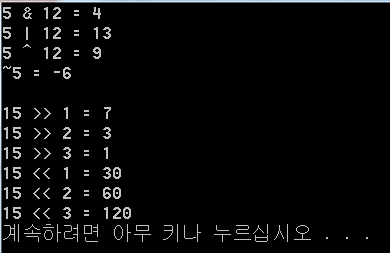 5 & 12 = 4
5 | 12 = 13
5 ^ 12 = 9
~5 = -6
15 >> 1 = 7
15 >> 2 = 3
15 >> 3 = 1
15 << 1 = 30
15 << 2 = 60
15 << 3 = 120
계속하려면 아무 키나 누르십시오 . . .